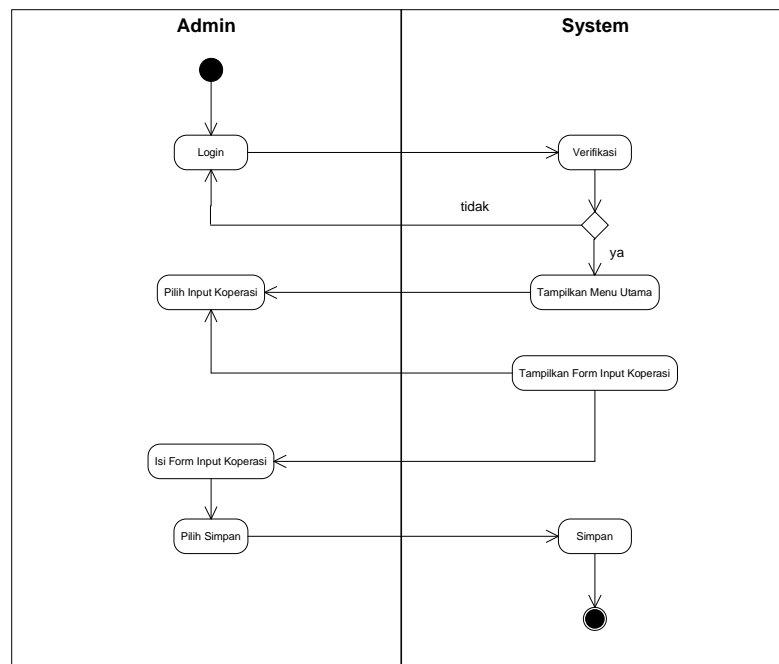 Admin
System
Login
Verifikasi
tidak
ya
Pilih Input Koperasi
Tampilkan Menu Utama
Tampilkan Form Input Koperasi
Isi Form Input Koperasi
Pilih Simpan
Simpan